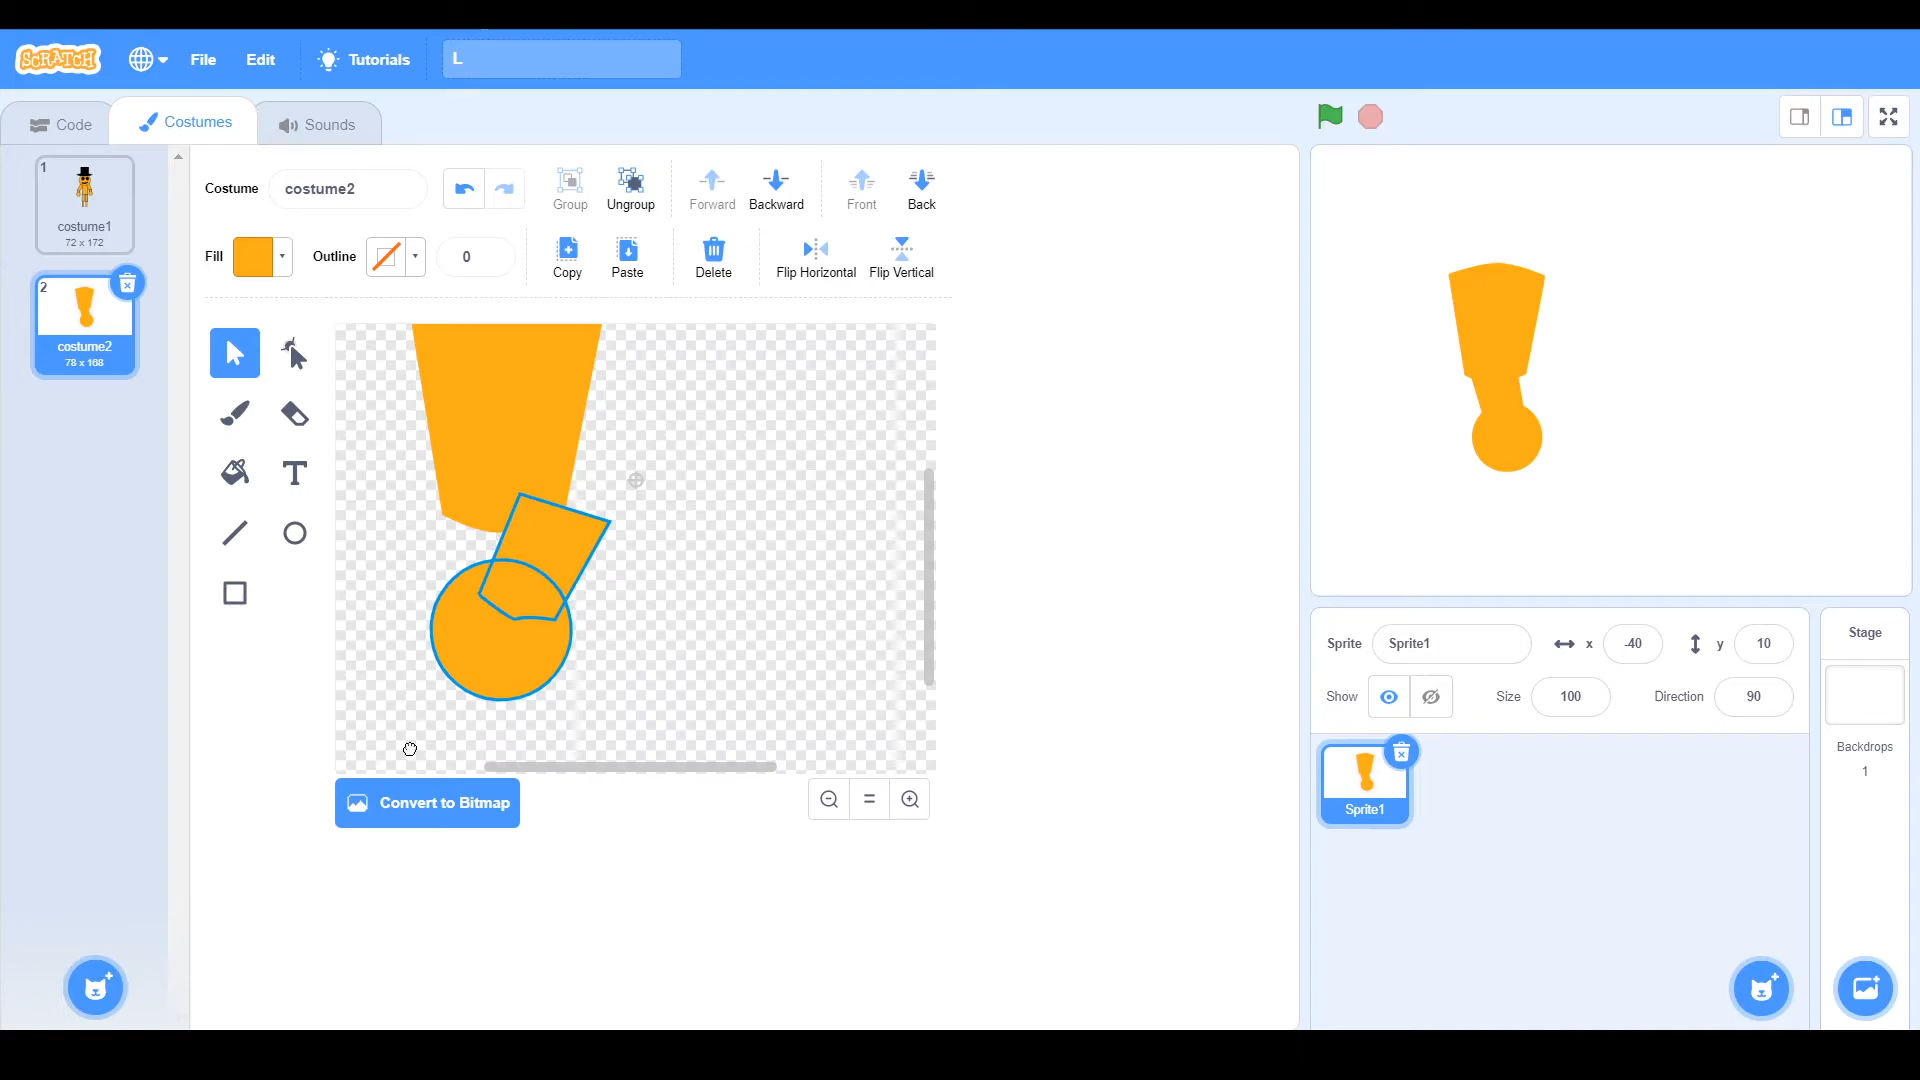 SCRATCH File Edit Tutorials L
Code Costumes Sounds
1
costume1
72 x 172
2
costume2
78 x 168
Costume costume2 Group Ungroup Forward Backward Front Back
Fill Outline 0 Copy Paste Delete Flip Horizontal Flip Vertical
T
Convert to Bitmap
Sprite Sprite1 x -40 y 10
Show Size 100 Direction 90
Sprite1
Stage
Backdrops
1